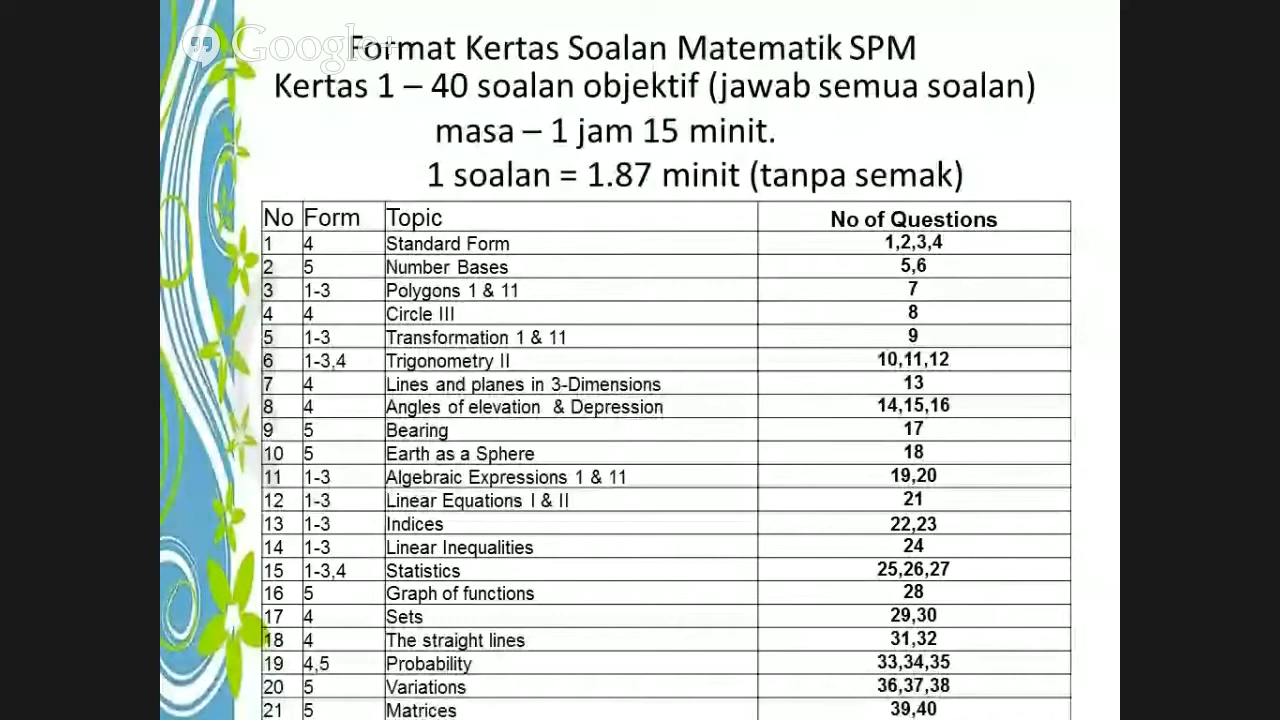 Google+
Format Kertas Soalan Matematik SPM
Kertas 1 – 40 soalan objektif (jawab semua soalan)
masa – 1 jam 15 minit.
1 soalan = 1.87 minit (tanpa semak)
No Form Topic No of Questions
1 4 Standard Form 1,2,3,4
2 5 Number Bases 5,6
3 1-3 Polygons 1 & 11 7
4 4 Circle III 8
5 1-3 Transformation 1 & 11 9
6 1-3,4 Trigonometry II 10,11,12
7 4 Lines and planes in 3-Dimensions 13
8 4 Angles of elevation & Depression 14,15,16
9 5 Bearing 17
10 5 Earth as a Sphere 18
11 1-3 Algebraic Expressions 1 & 11 19,20
12 1-3 Linear Equations I & II 21
13 1-3 Indices 22,23
14 1-3 Linear Inequalities 24
15 1-3,4 Statistics 25,26,27
16 5 Graph of functions 28
17 4 Sets 29,30
18 4 The straight lines 31,32
19 4,5 Probability 33,34,35
20 5 Variations 36,37,38
21 5 Matrices 39,40